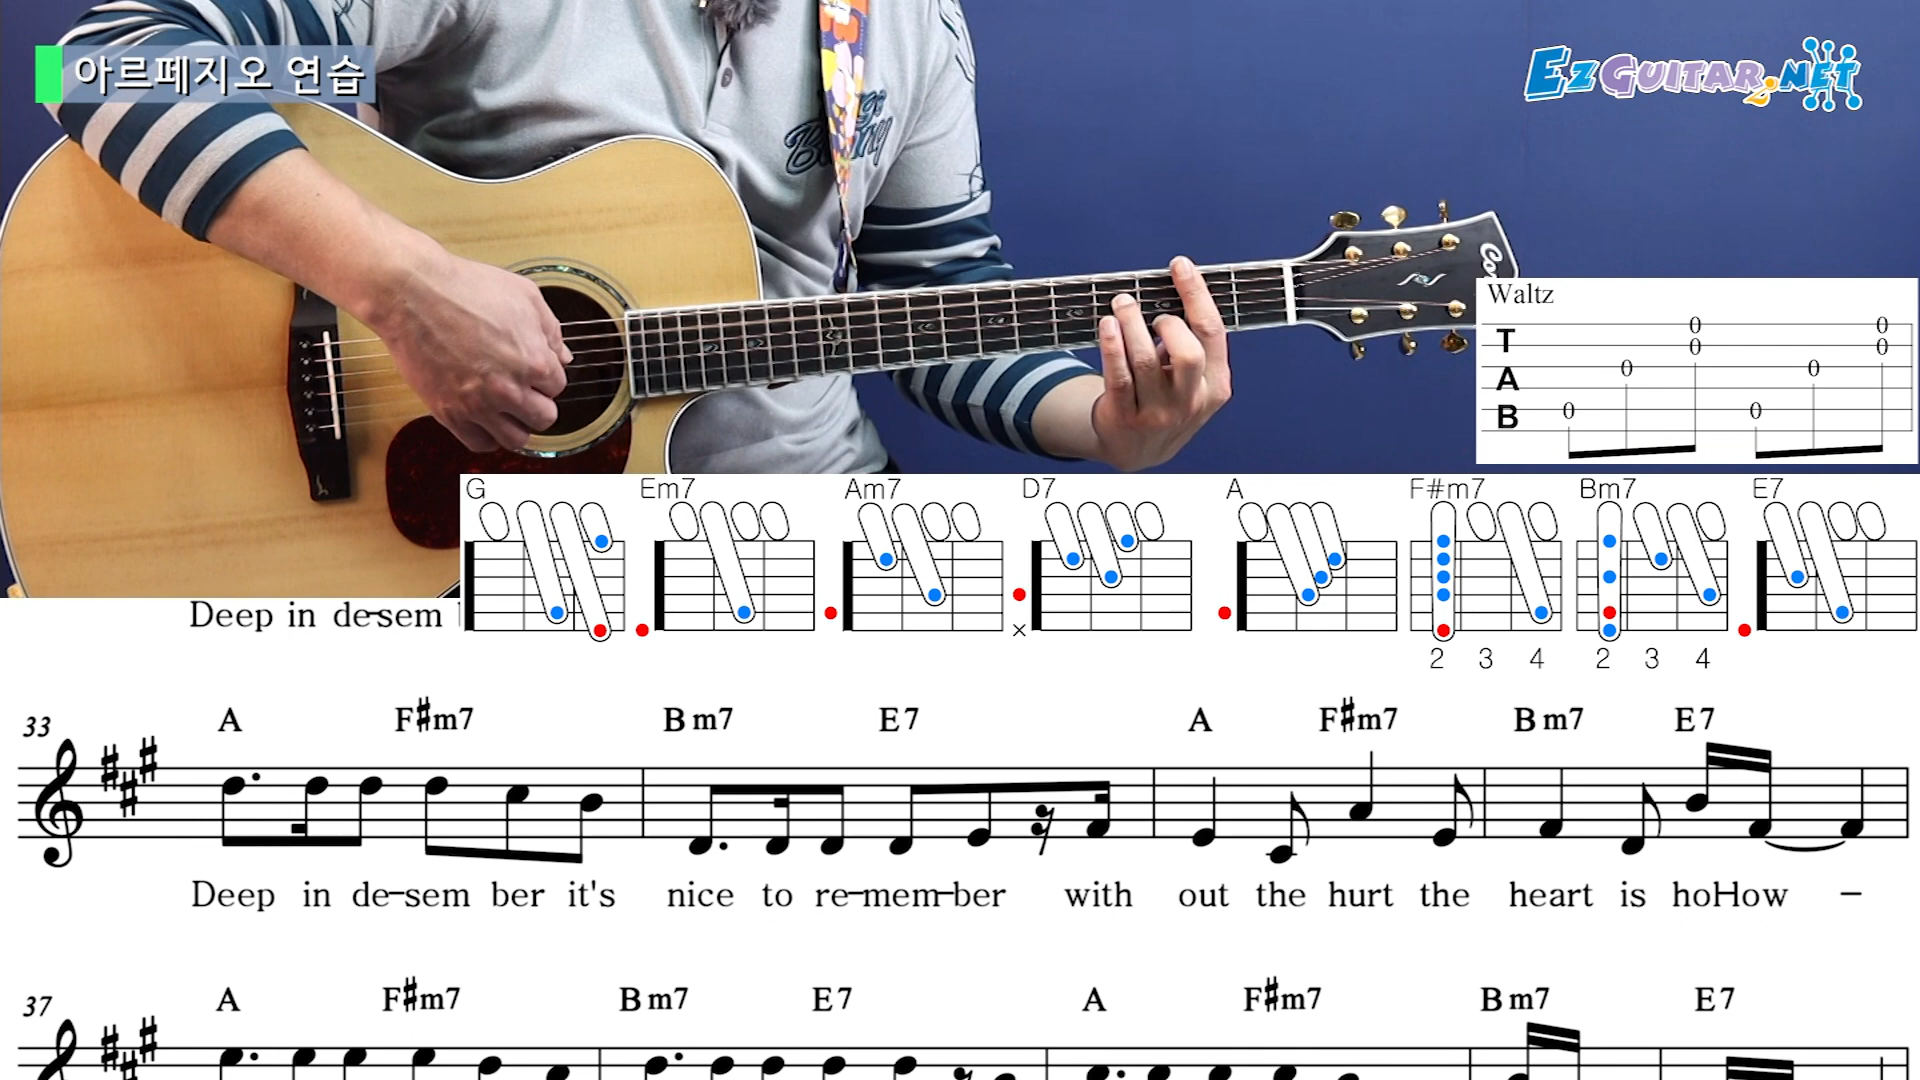 아르페지오 연습
EZGUITAR2.NET
Co
Waltz
T
A
B
0 0 0 0 0 0 0 0
G Em7 Am7 D7 A F#m7 Bm7 E7
×
2 3 4 2 3 4
Deep in de-sem
33 A F#m7 Bm7 E7 A F#m7 Bm7 E7
Deep in de-sem ber it's nice to re-mem-ber with out the hurt the heart is hoHow -
37 A F#m7 Bm7 E7 A F#m7 Bm7 E7